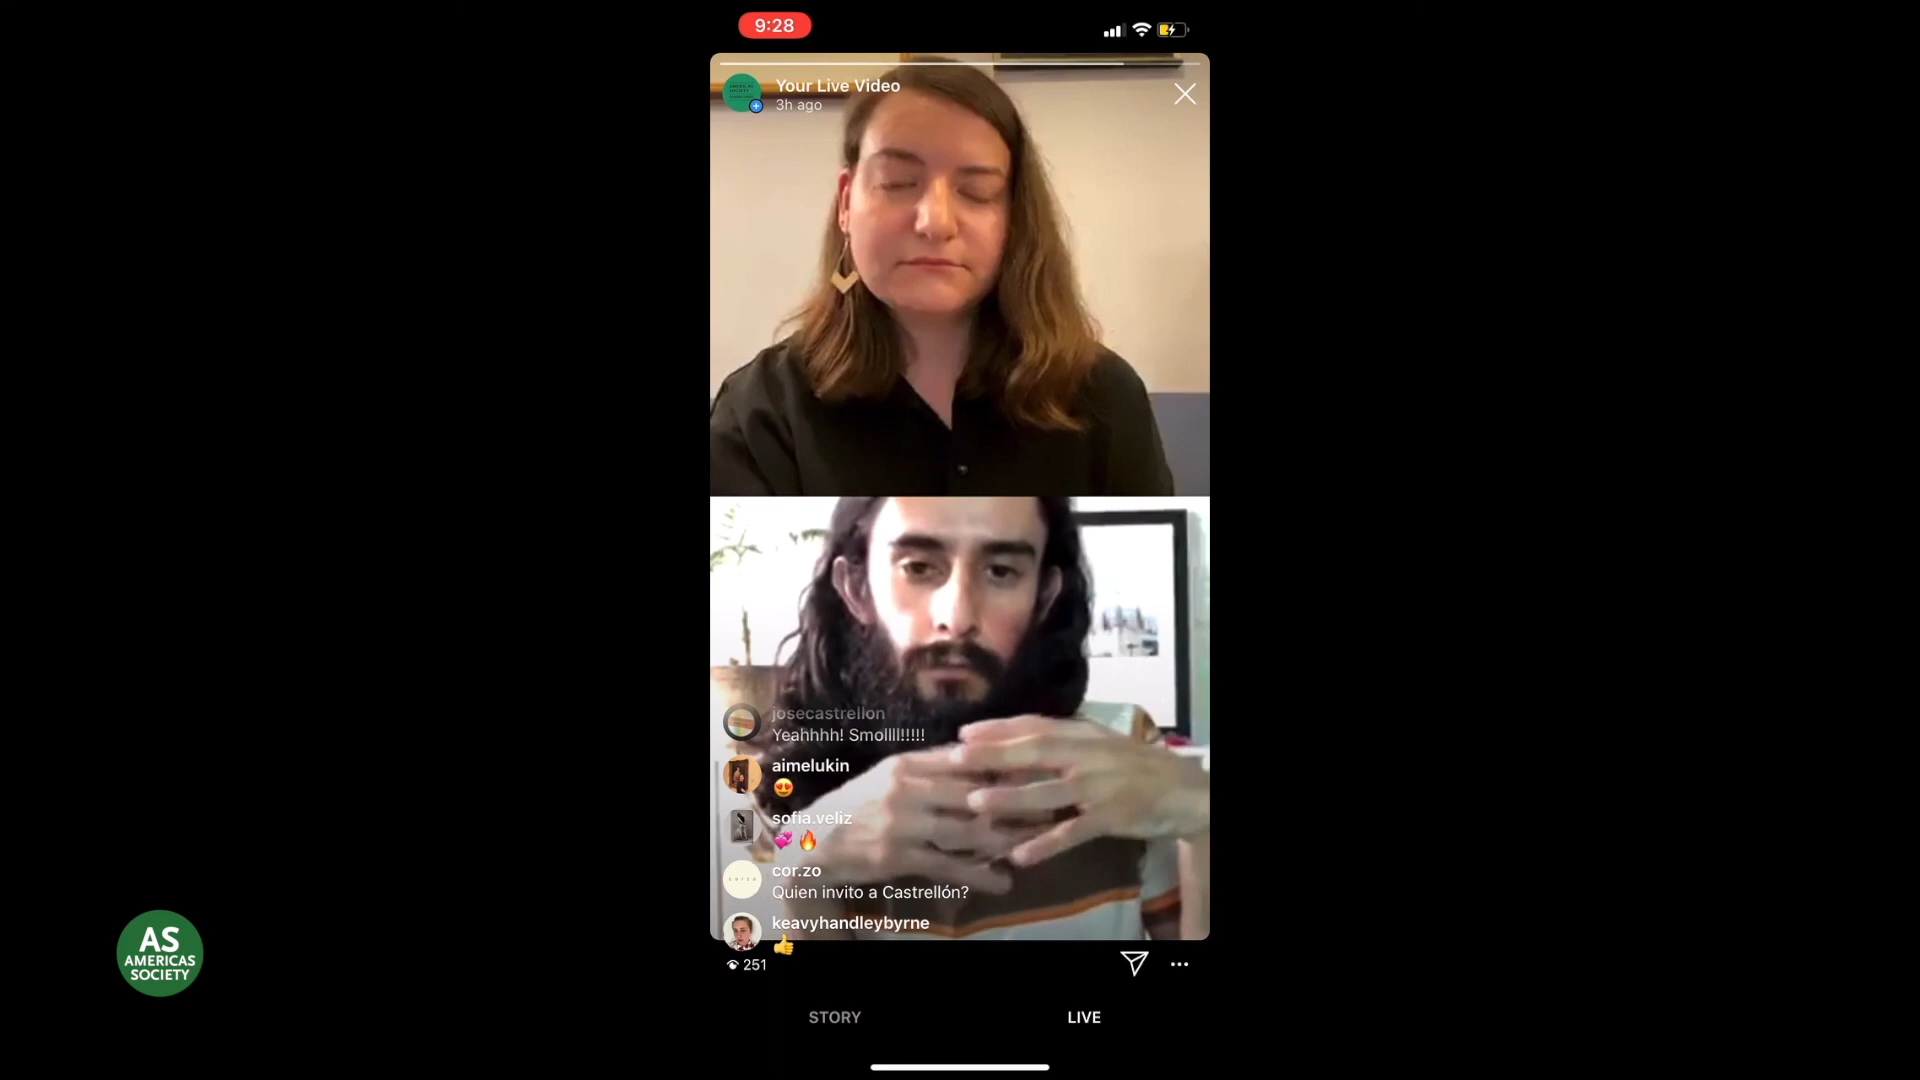 9:28
Your Live Video
3h ago
josecastrellon
Yeahhhh! Smollll!!!!!
aimelukin
😍
sofia.veliz
💞 🔥
cor.zo
Quien invito a Castrellón?
keavyhandleybyrne
👍
251
STORY
LIVE
AS
AMERICAS
SOCIETY